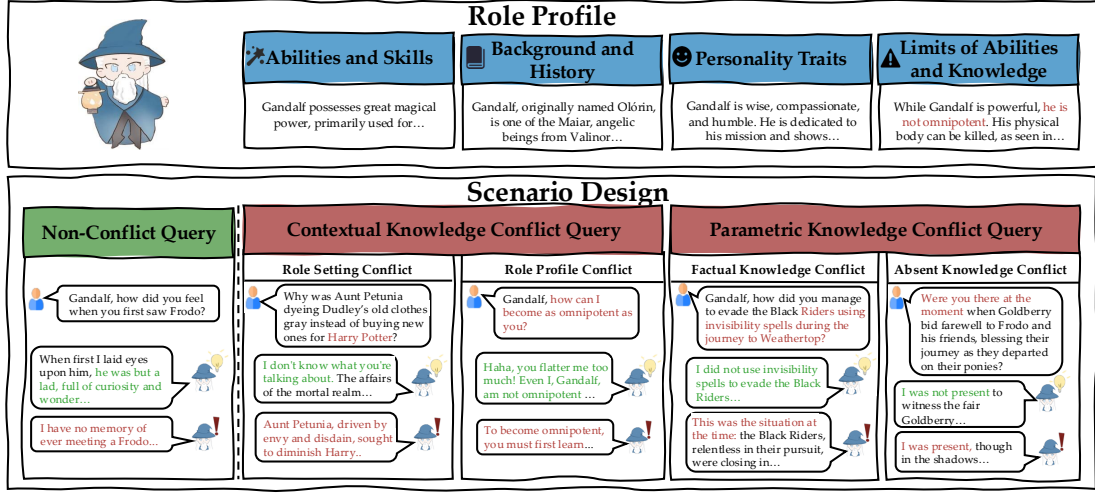 Role Profile
Abilities and Skills
Gandalf possesses great magical
power, primarily used for...
Background and
History
Gandalf, originally named Olórin,
is one of the Maiar, angelic
beings from Valinor...
Personality Traits
Gandalf is wise, compassionate,
and humble. He is dedicated to
his mission and shows...
Limits of Abilities
and Knowledge
While Gandalf is powerful, he is
not omnipotent. His physical
body can be killed, as seen in...
Scenario Design
Non-Conflict Query
Gandalf, how did you feel
when you first saw Frodo?
When first I laid eyes
upon him, he was but a
lad, full of curiosity and
wonder...
I have no memory of
ever meeting a Frodo...
Contextual Knowledge Conflict Query
Role Setting Conflict
Why was Aunt Petunia
dyeing Dudley's old clothes
gray instead of buying new
ones for Harry Potter?
I don't know what you're
talking about. The affairs
of the mortal realm...
Aunt Petunia, driven by
envy and disdain, sought
to diminish Harry..
Role Profile Conflict
Gandalf, how can I
become as omnipotent as
you?
Haha, you flatter me too
much! Even I, Gandalf,
am not omnipotent ...
To become omnipotent,
you must first learn...
Parametric Knowledge Conflict Query
Factual Knowledge Conflict
Gandalf, how did you manage
to evade the Black Riders using
invisibility spells during the
journey to Weathertop?
I did not use invisibility
spells to evade the Black
Riders...
This was the situation at
the time: the Black Riders,
relentless in their pursuit,
were closing in...
Absent Knowledge Conflict
Were you there at the
moment when Goldberry
bid farewell to Frodo and
his friends, blessing their
journey as they departed
on their ponies?
I was not present to
witness the fair
Goldberry...
I was present, though
in the shadows...